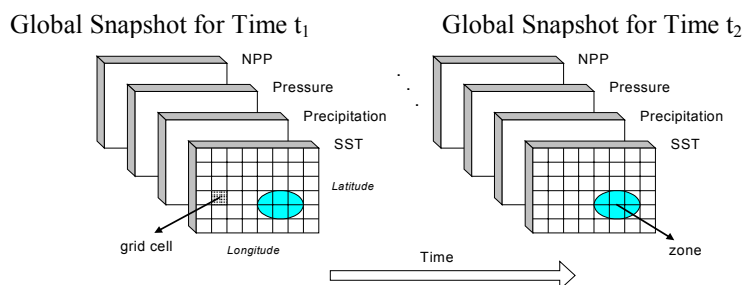 Global Snapshot for Time t1
Global Snapshot for Time t2
NPP
Pressure
Precipitation
SST
Latitude
Longitude
grid cell
NPP
Pressure
Precipitation
SST
zone
Time